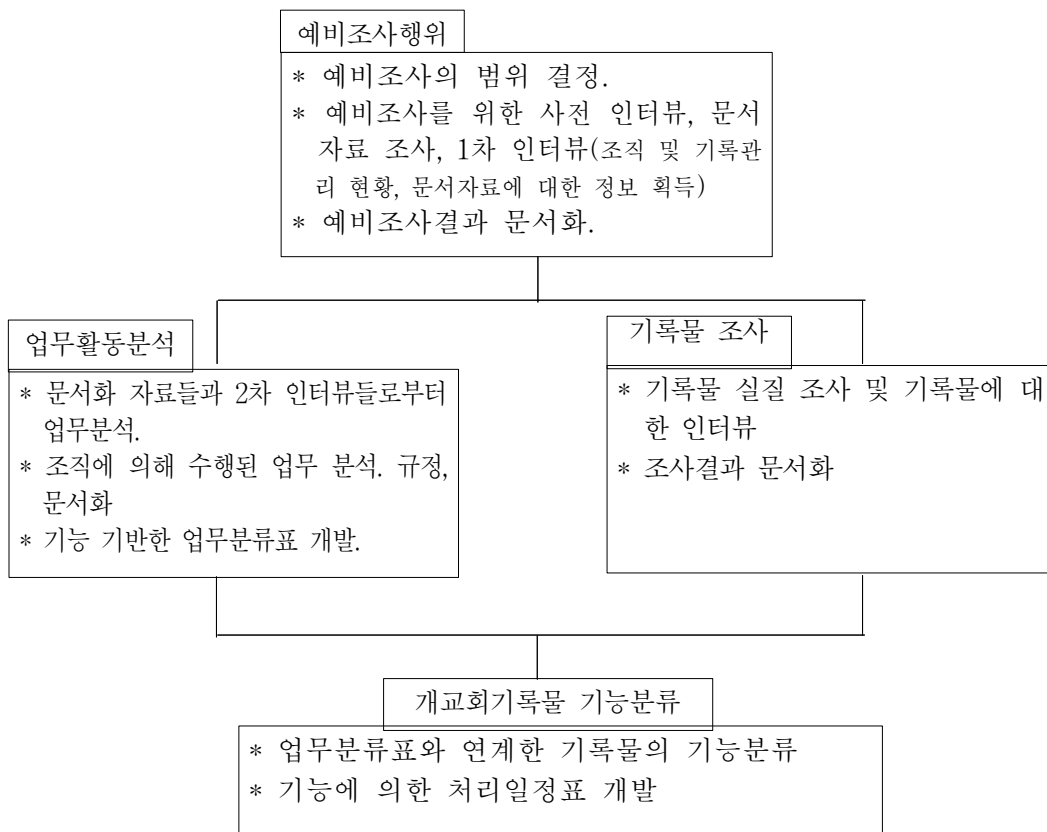 예비조사행위
* 예비조사의 범위 결정.
* 예비조사를 위한 사전 인터뷰, 문서
자료 조사, 1차 인터뷰(조직 및 기록관
리 현황, 문서자료에 대한 정보 획득)
* 예비조사결과 문서화.
업무활동분석
* 문서화 자료들과 2차 인터뷰들로부터
업무분석.
* 조직에 의해 수행된 업무 분석. 규정,
문서화
* 기능 기반한 업무분류표 개발.
기록물 조사
* 기록물 실질 조사 및 기록물에 대
한 인터뷰
* 조사결과 문서화
개교회기록물 기능분류
* 업무분류표와 연계한 기록물의 기능분류
* 기능에 의한 처리일정표 개발